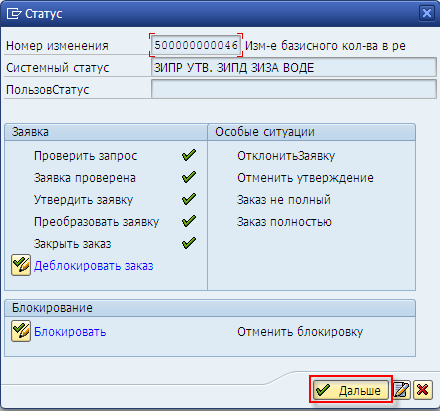 Статус
Номер изменения 500000000046 Изм-е базисного кол-ва в ре
Системный статус ЗИПР УТВ. ЗИПД ЗИЗА ВОDE
ПользовСтатус
Заявка
Проверить запрос
Заявка проверена
Утвердить заявку
Преобразовать заявку
Закрыть заказ
Деблокировать заказ
Особые ситуации
ОтклонитьЗаявку
Отменить утверждение
Заказ не полный
Заказ полностью
Блокирование
Блокировать Отменить блокировку
Дальше